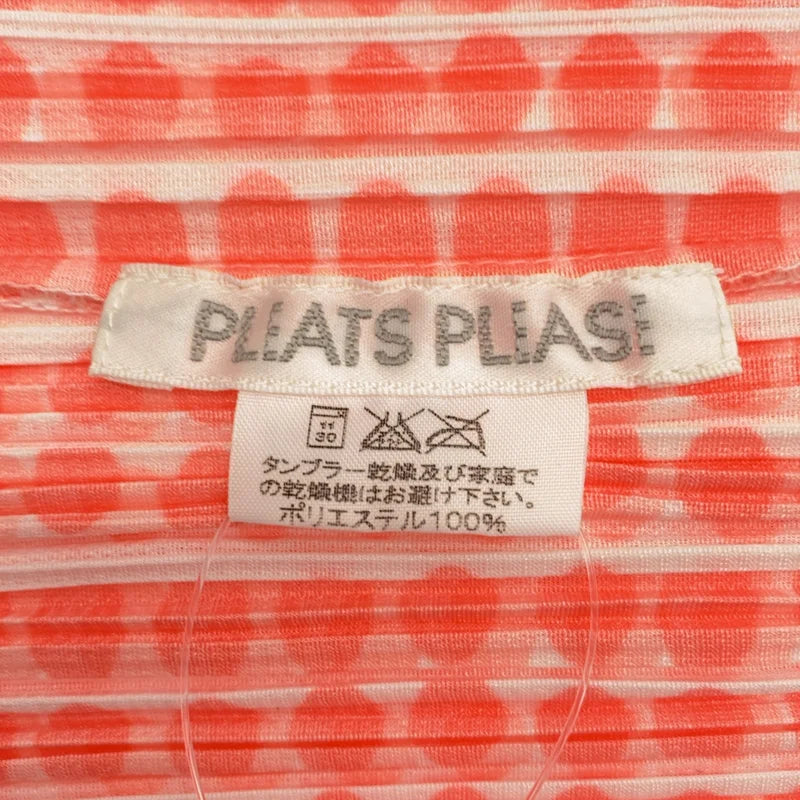 PLEATS PLEASE
11
30
タンブラー乾燥及び家庭で
の乾燥機はお避け下さい。
ポリエステル100%